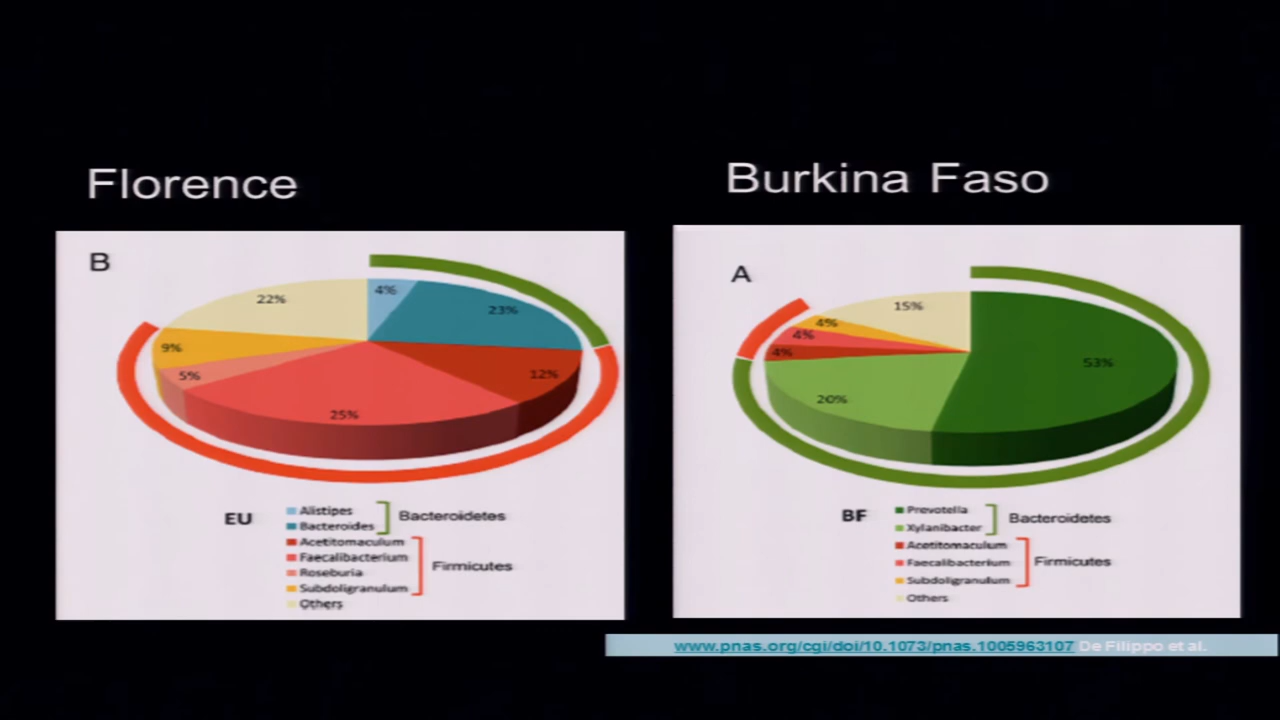 Florence
B
4%
23%
12%
25%
5%
9%
22%
EU
Alistipes
Bacteroides
Bacteroidetes
Acetitomaculum
Faecalibacterium
Roseburia
Subdoligranulum
Firmicutes
Others
Burkina Faso
A
53%
20%
4%
4%
4%
15%
BF
Prevotella
Xylanibacter
Bacteroidetes
Acetitomaculum
Faecalibacterium
Subdoligranulum
Firmicutes
Others
www.pnas.org/cgi/doi/10.1073/pnas.1005963107 De Filippo et al.